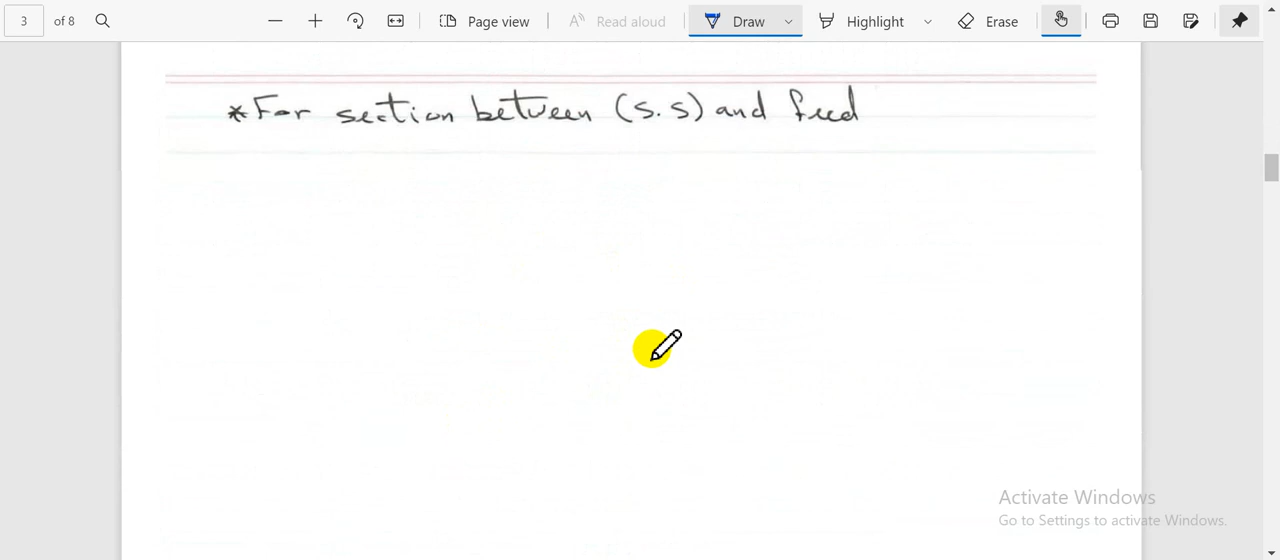 3 of 8 Page view Read aloud Draw Highlight Erase
*For section between (s.s) and feed
Activate Windows
Go to Settings to activate Windows.